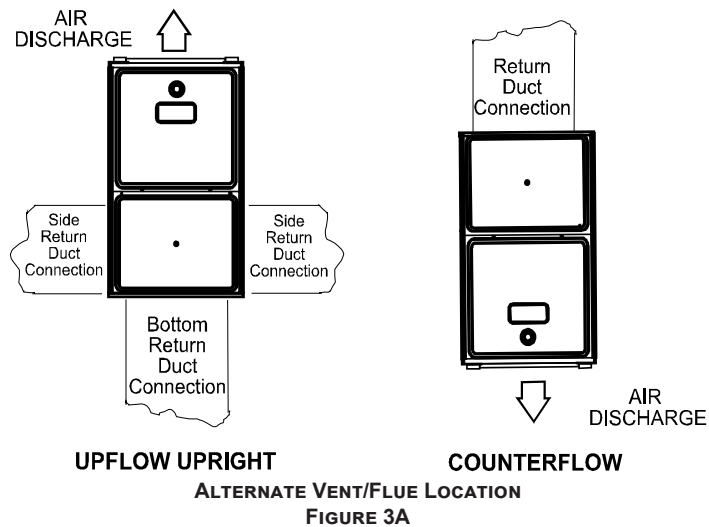 AIR
DISCHARGE
Side
Return
Duct
Connection
Side
Return
Duct
Connection
Bottom
Return
Duct
Connection
UPFLOW UPRIGHT
Return
Duct
Connection
AIR
DISCHARGE
COUNTERFLOW
ALTERNATE VENT/FLUE LOCATION
FIGURE 3A